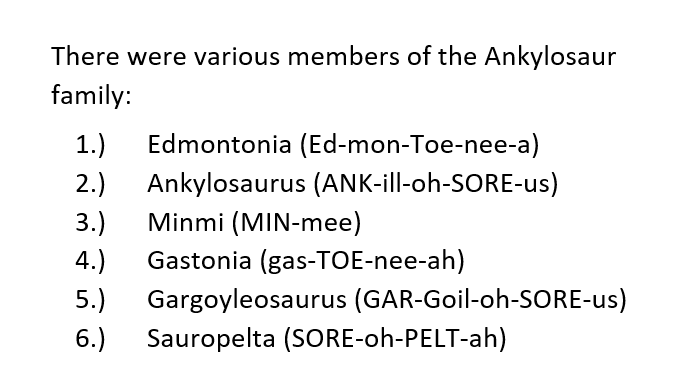 There were various members of the Ankylosaur
family:
1.) Edmontonia (Ed-mon-Toe-nee-a)
2.) Ankylosaurus (ANK-ill-oh-SORE-us)
3.) Minmi (MIN-mee)
4.) Gastonia (gas-TOE-nee-ah)
5.) Gargoyleosaurus (GAR-Goil-oh-SORE-us)
6.) Sauropelta (SORE-oh-PELT-ah)